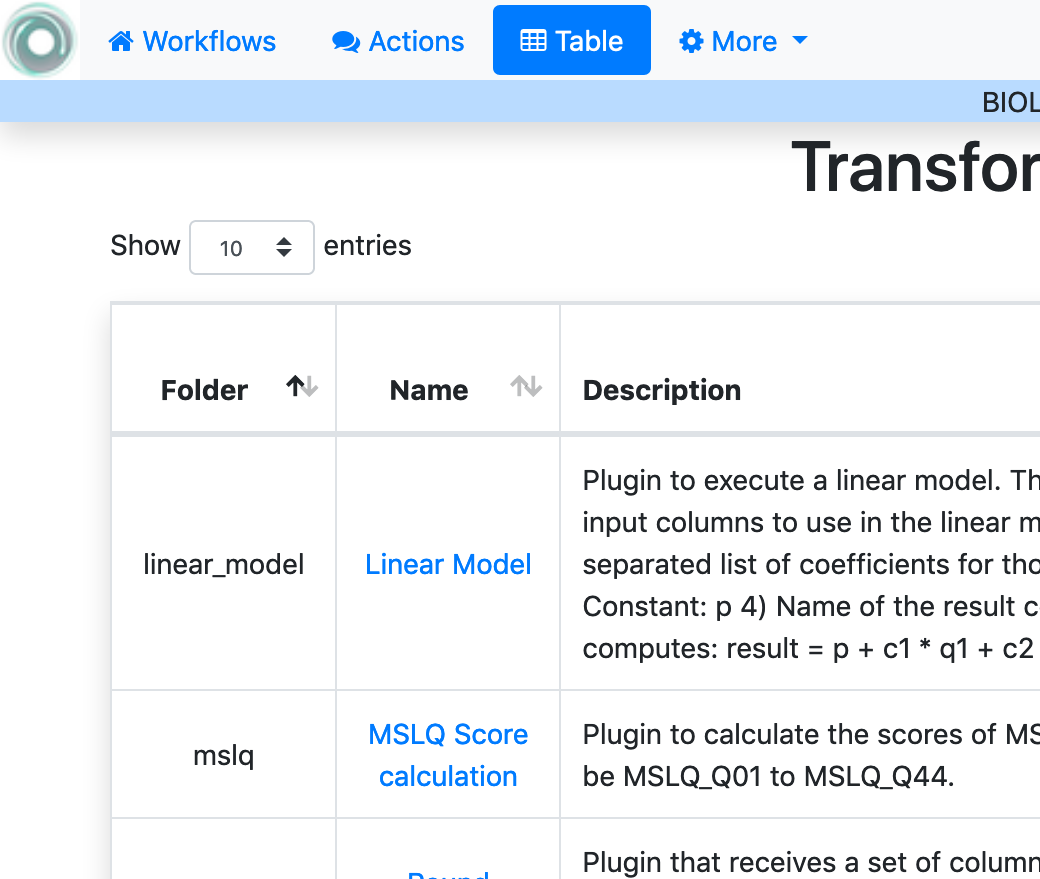 Workflows Actions Table More
BIOL
Transfor
Show 10 entries
Folder Name Description
Plugin to execute a linear model. Th
input columns to use in the linear m
linear_model Linear Model separated list of coefficients for tho
Constant: p 4) Name of the result c
computes: result = p + c1 * q1 + c2
mslq MSLQ Score calculation Plugin to calculate the scores of MS
be MSLQ_Q01 to MSLQ_Q44.
Plugin that receives a set of column
Round